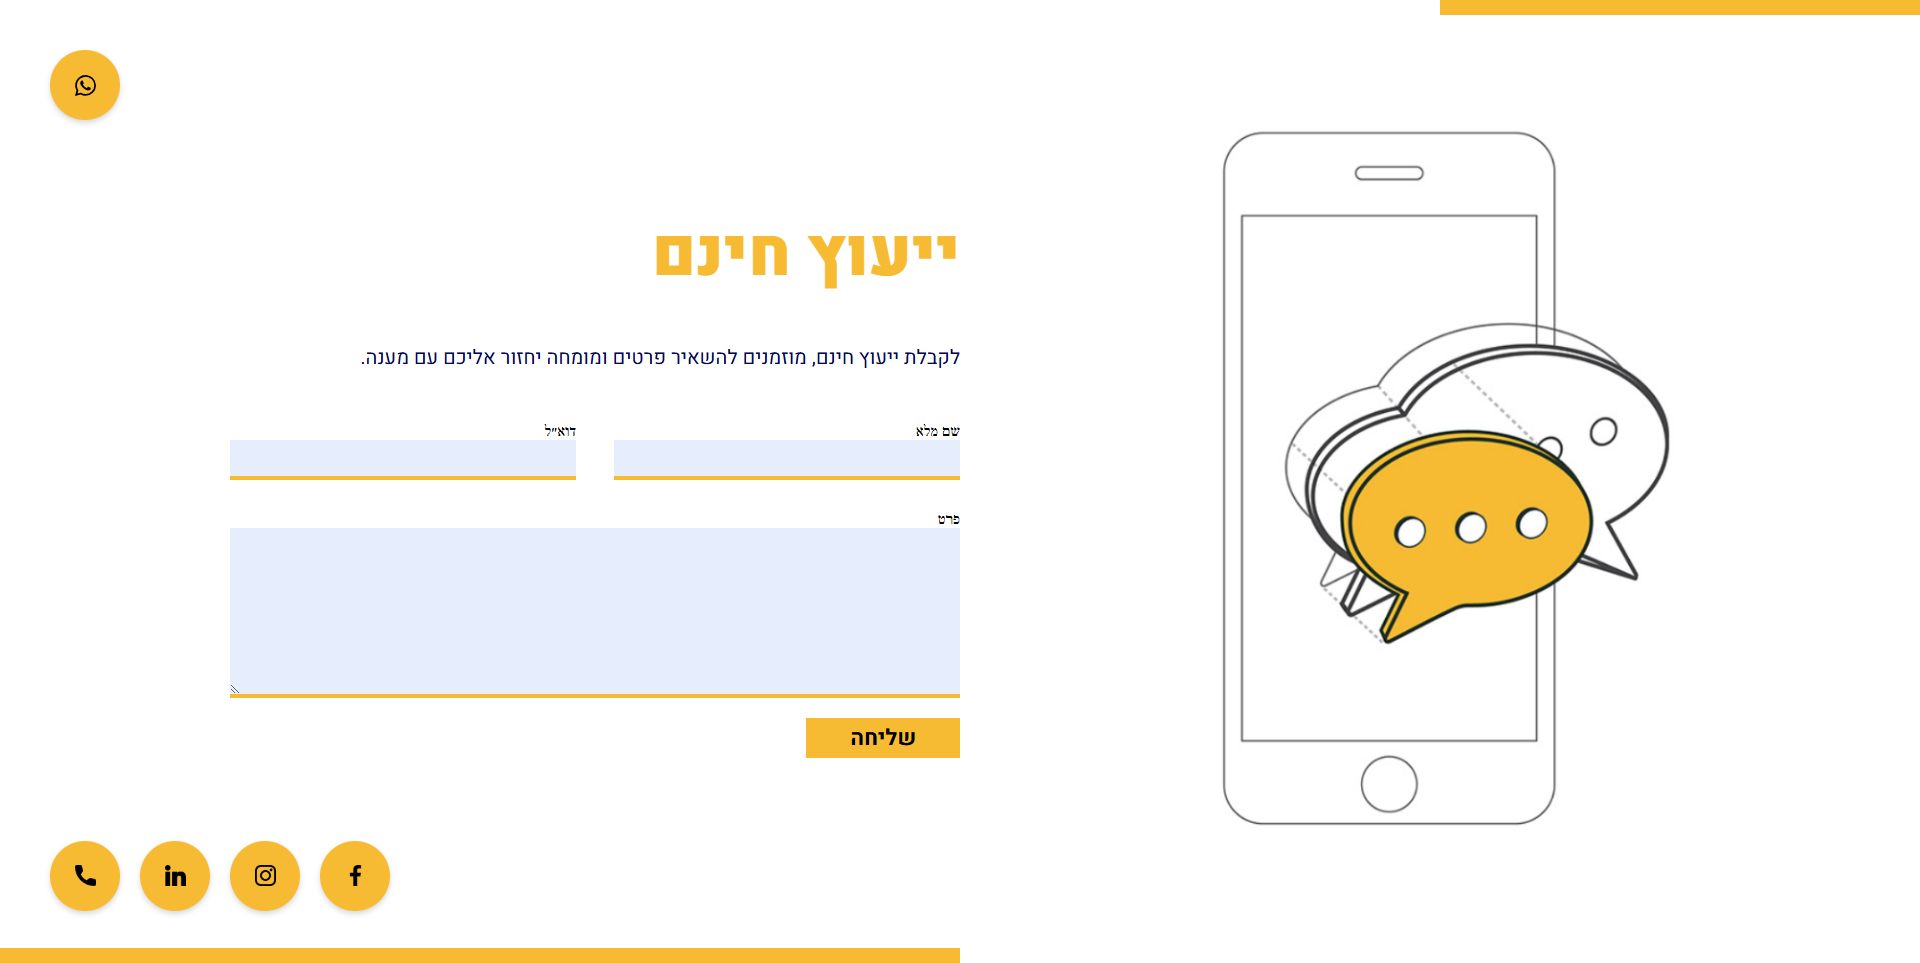 ייעוץ חינם
לקבלת ייעוץ חינם, מוזמנים להשאיר פרטים ומומחה יחזור אליכם עם מענה.
שם מלא
דוא״ל
פרט
שליחה